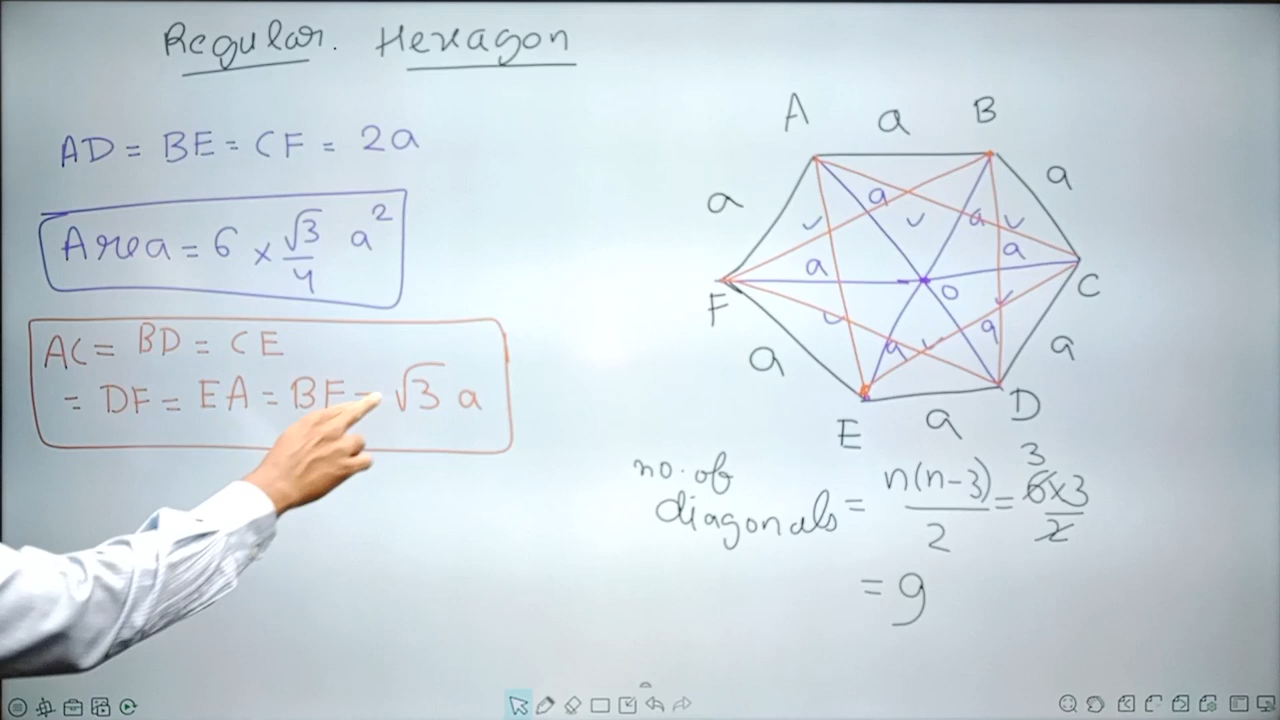 Regular. Hexagon
AD = BE = CF = 2a
Area = 6 × √3/4 a²
AC = BD = CE
= DF = EA = BF = √3 a
A a B
a a
a a
a a
F O C
a a
a a
E a D
no. of
diagonals = n(n-3)/2 = 6×3/2
3
= 9